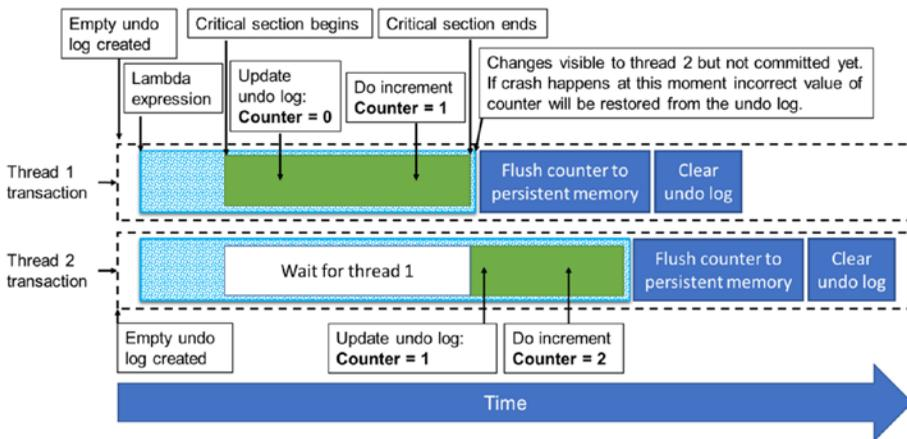 Empty undo
log created
Critical section begins
Critical section ends
Lambda
expression
Update
undo log:
Counter = 0
Do increment
Counter = 1
Changes visible to thread 2 but not committed yet.
If crash happens at this moment incorrect value of
counter will be restored from the undo log.
Thread 1
transaction
Flush counter to
persistent memory
Clear
undo log
Thread 2
transaction
Wait for thread 1
Flush counter to
persistent memory
Clear
undo log
Empty undo
log created
Update undo log:
Counter = 1
Do increment
Counter = 2
Time